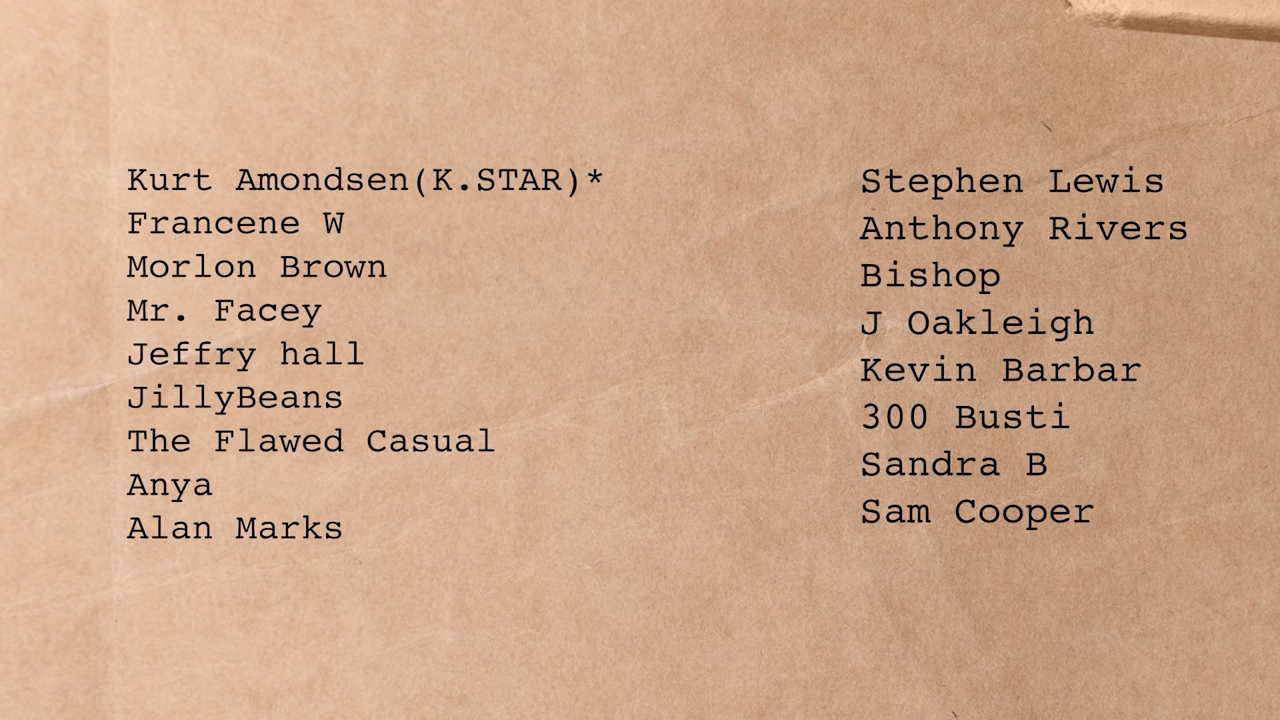 Kurt Amondsen(K.STAR)*
Francene W
Morlon Brown
Mr. Facey
Jeffry hall
JillyBeans
The Flawed Casual
Anya
Alan Marks
Stephen Lewis
Anthony Rivers
Bishop
J Oakleigh
Kevin Barbar
300 Busti
Sandra B
Sam Cooper